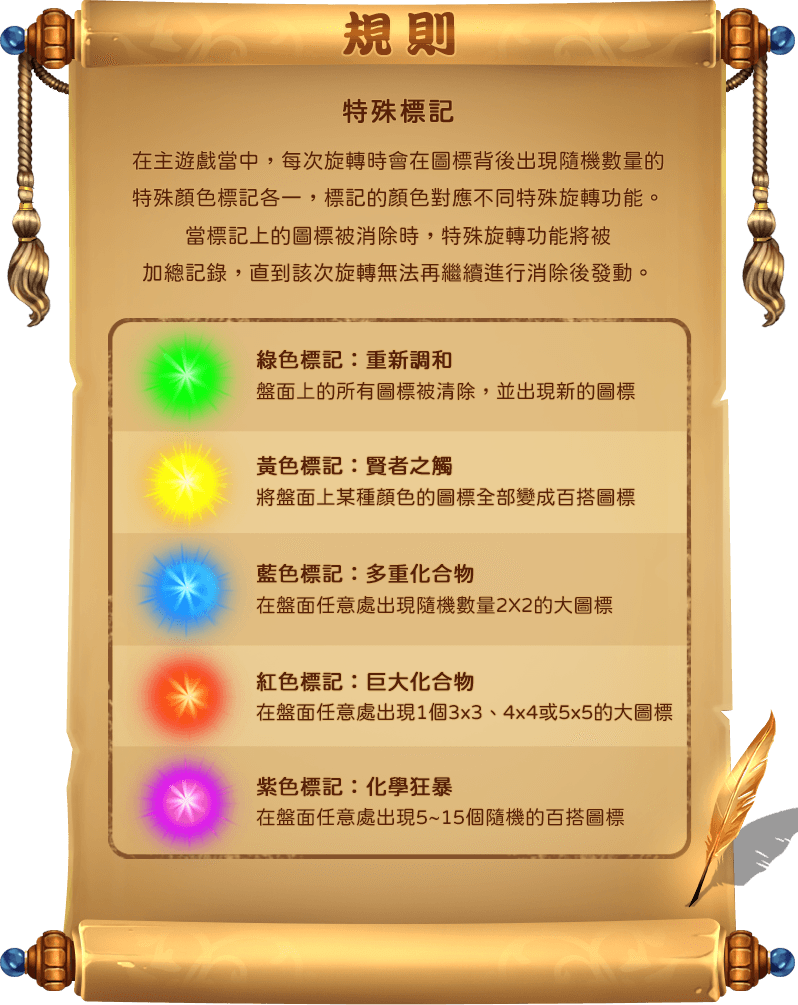 規則
特殊標記
在主遊戲當中，每次旋轉時會在圖標背後出現隨機數量的
特殊顏色標記各一，標記的顏色對應不同特殊旋轉功能。
當標記上的圖標被消除時，特殊旋轉功能將被
加總記錄，直到該次旋轉無法再繼續進行消除後發動。
綠色標記：重新調和
盤面上的所有圖標被清除，並出現新的圖標
黃色標記：賢者之觸
將盤面上某種顏色的圖標全部變成百搭圖標
藍色標記：多重化合物
在盤面任意處出現隨機數量2X2的大圖標
紅色標記：巨大化合物
在盤面任意處出現1個3x3、4x4或5x5的大圖標
紫色標記：化學狂暴
在盤面任意處出現5~15個隨機的百搭圖標